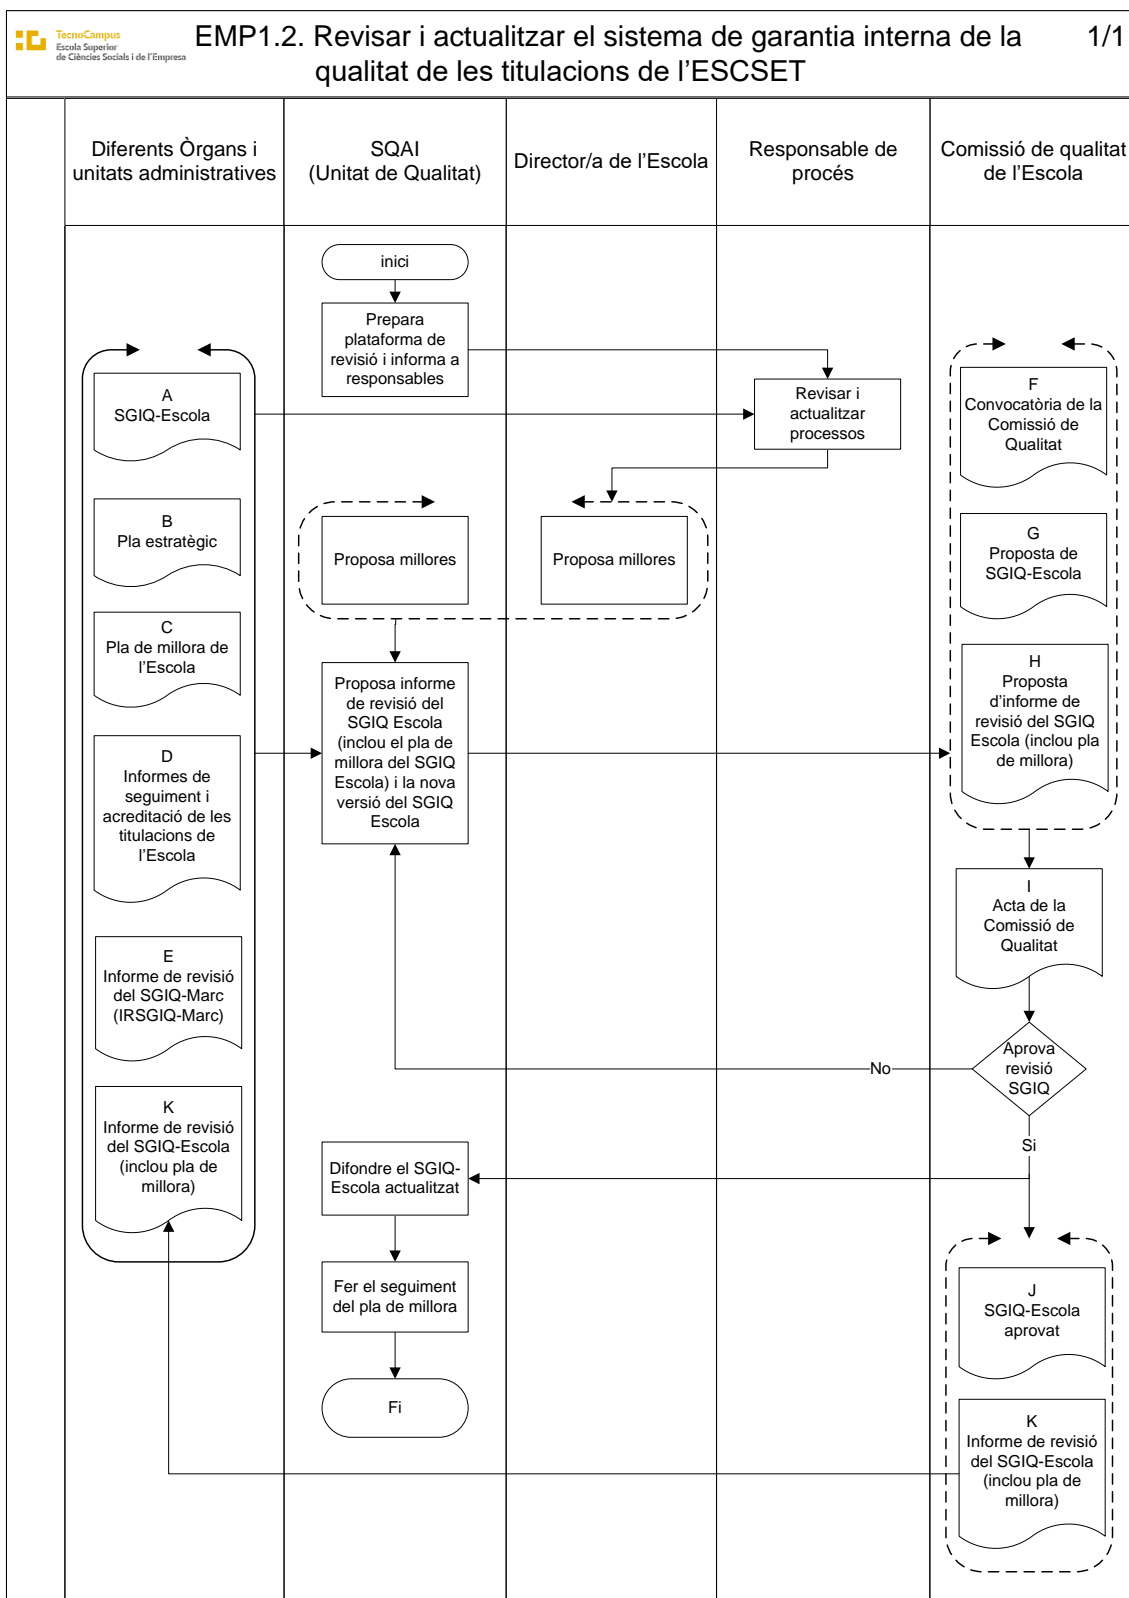 TecnoCampus
Escola Superior
de Ciències Socials i de l'Empresa
EMP1.2. Revisar i actualitzar el sistema de garantia interna de la
qualitat de les titulacions de l'ESCSET
1/1
Diferents Òrgans i
unitats administratives
SQAI
(Unitat de Qualitat)
Director/a de l'Escola
Responsable de
procés
Comissió de qualitat
de l'Escola
inici
Prepara
plataforma de
revisió i informa a
responsables
A
SGIQ-Escola
Revisar i
actualitzar
processos
F
Convocatòria de la
Comissió de
Qualitat
B
Pla estratègic
Proposa millores
Proposa millores
G
Proposta de
SGIQ-Escola
C
Pla de millora de
l'Escola
Proposa informe
de revisió del
SGIQ Escola
(inclou el pla de
millora del SGIQ
Escola) i la nova
versió del SGIQ
Escola
H
Proposta
d'informe de
revisió del SGIQ
Escola (inclou pla
de millora)
D
Informes de
seguiment i
acreditació de les
titulacions de
l'Escola
I
Acta de la
Comissió de
Qualitat
E
Informe de revisió
del SGIQ-Marc
(IRSGIQ-Marc)
Aprova
revisió
SGIQ
No
Si
K
Informe de revisió
del SGIQ-Escola
(inclou pla de
millora)
Difondre el SGIQ-
Escola actualitzat
Fer el seguiment
del pla de millora
J
SGIQ-Escola
aprovat
Fi
K
Informe de revisió
del SGIQ-Escola
(inclou pla de
millora)